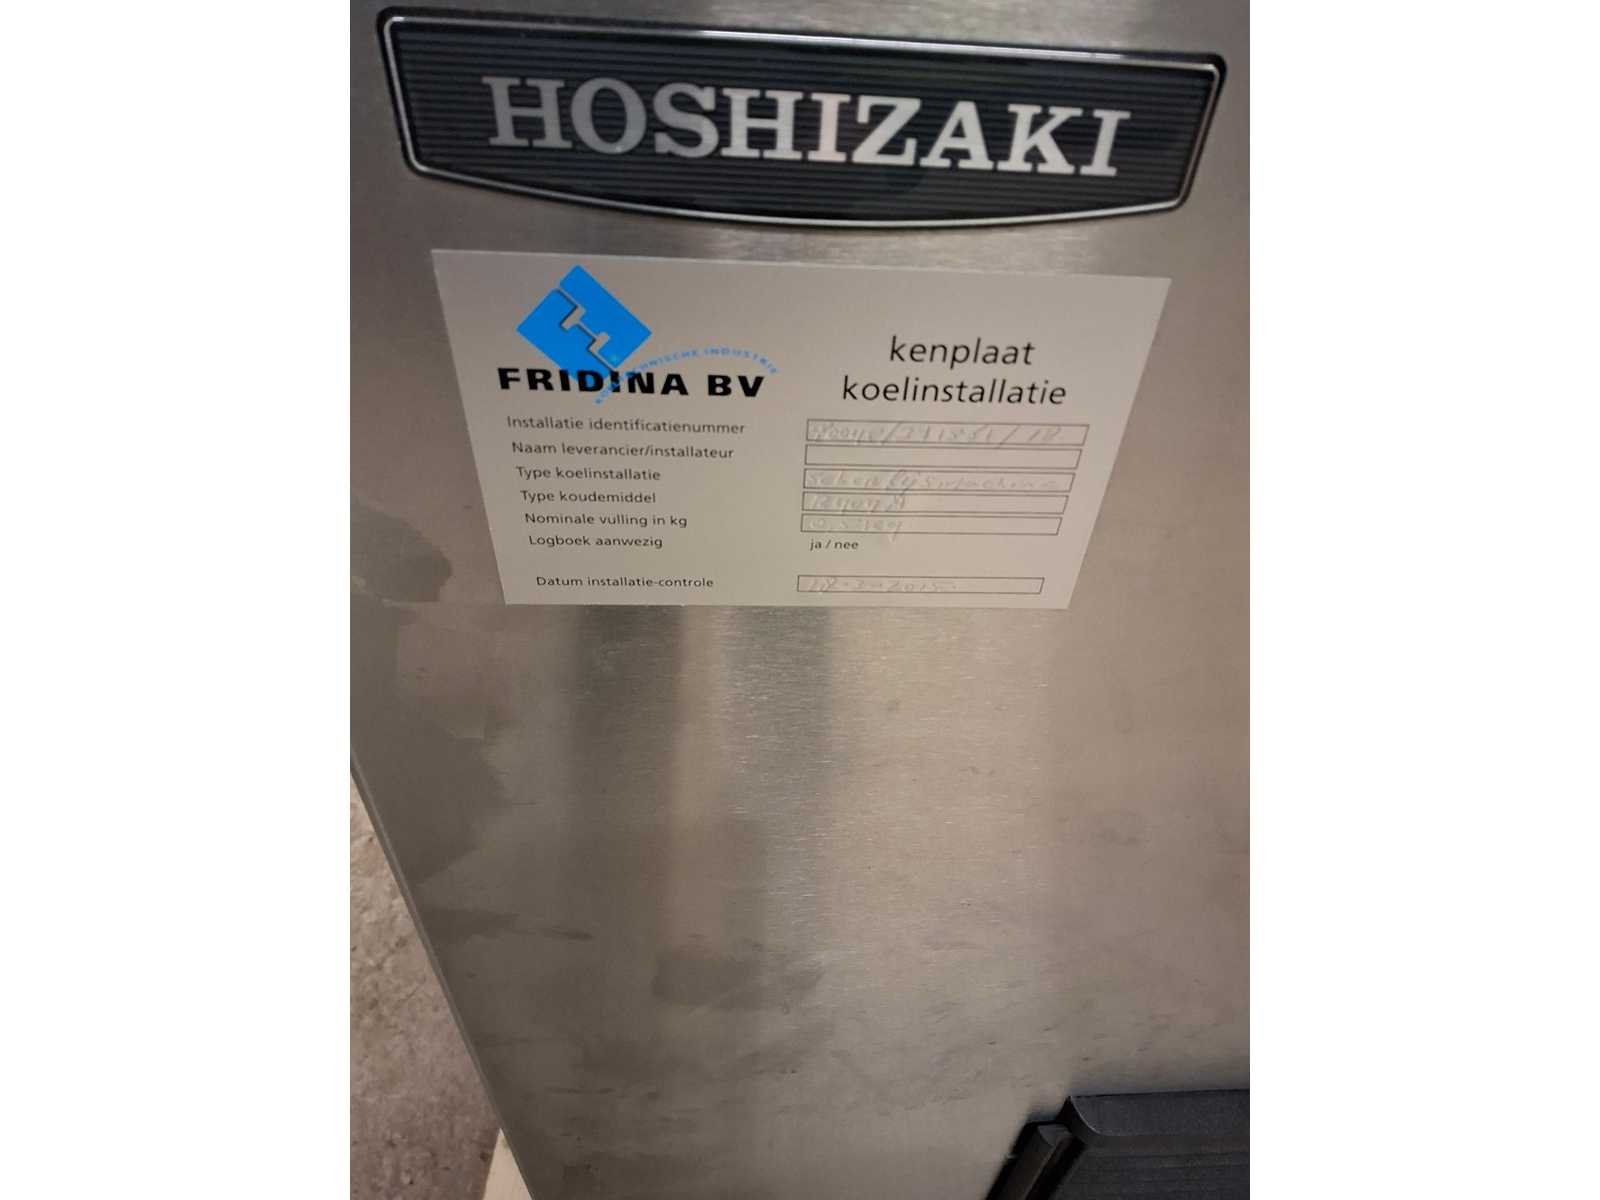 HOSHIZAKI
FRIDINA BV
kenplaat
koelinstallatie
Installatie identificatienummer
Naam leverancier/installateur
Type koelinstallatie
Type koudemiddel R404A
Nominale vulling in kg
Logboek aanwezig ja / nee
Datum installatie-controle